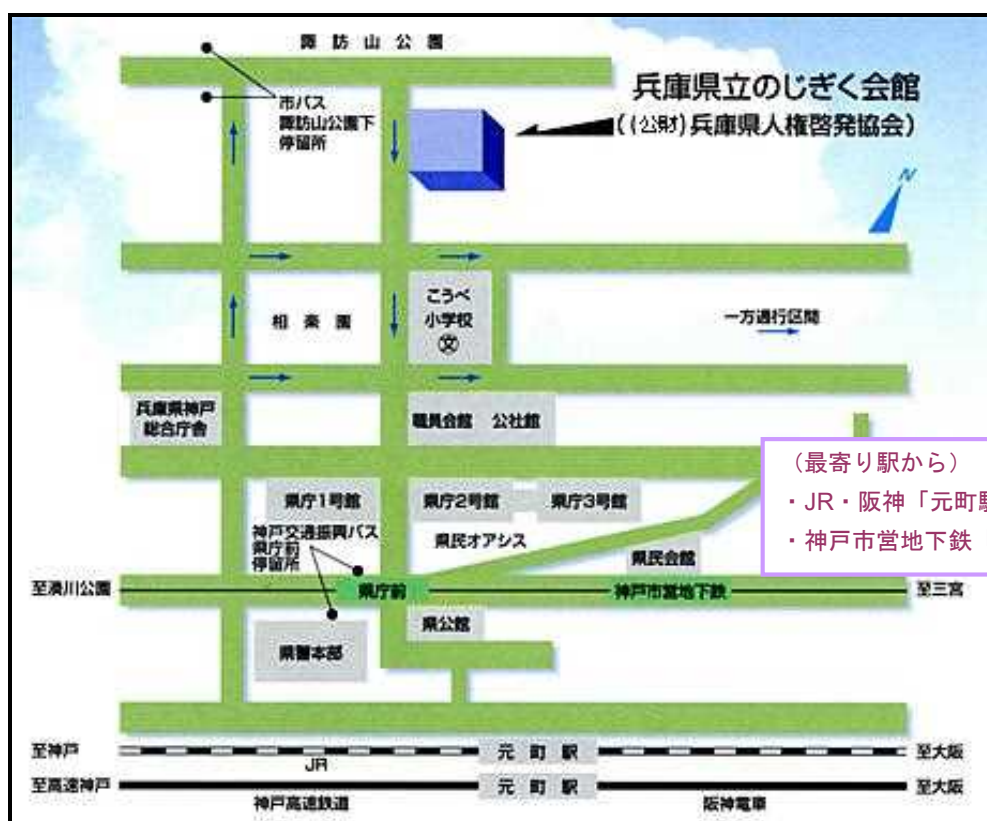 諏訪山公園
市バス
諏訪山公園下
停留所
兵庫県立のじぎく会館
((公財)兵庫県人権啓発協会)
N
相楽園
こうべ
小学校
文
一方通行区間
兵庫県神戸
総合庁舎
職員会館 公社館
(最寄り駅から)
・JR・阪神「元町駅
・神戸市営地下鉄
県庁1号館
県庁2号館
県庁3号館
神戸交通振興バス
県庁前
停留所
県民オアシス
県民会館
至湊川公園
県庁前
神戸市営地下鉄
至三宮
県公館
県警本部
至神戸
JR
元町駅
至大阪
至高速神戸
神戸高速鉄道
元町駅
阪神電車
至大阪